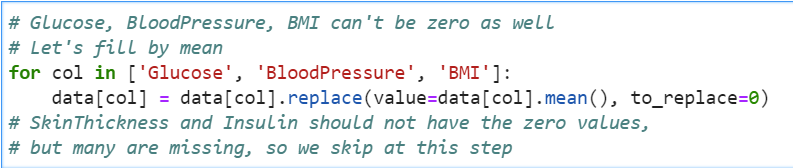 # Glucose, BloodPressure, BMI can't be zero as well
# Let's fill by mean
for col in ['Glucose', 'BloodPressure', 'BMI']:
    data[col] = data[col].replace(value=data[col].mean(), to_replace=0)
# SkinThickness and Insulin should not have the zero values,
# but many are missing, so we skip at this step